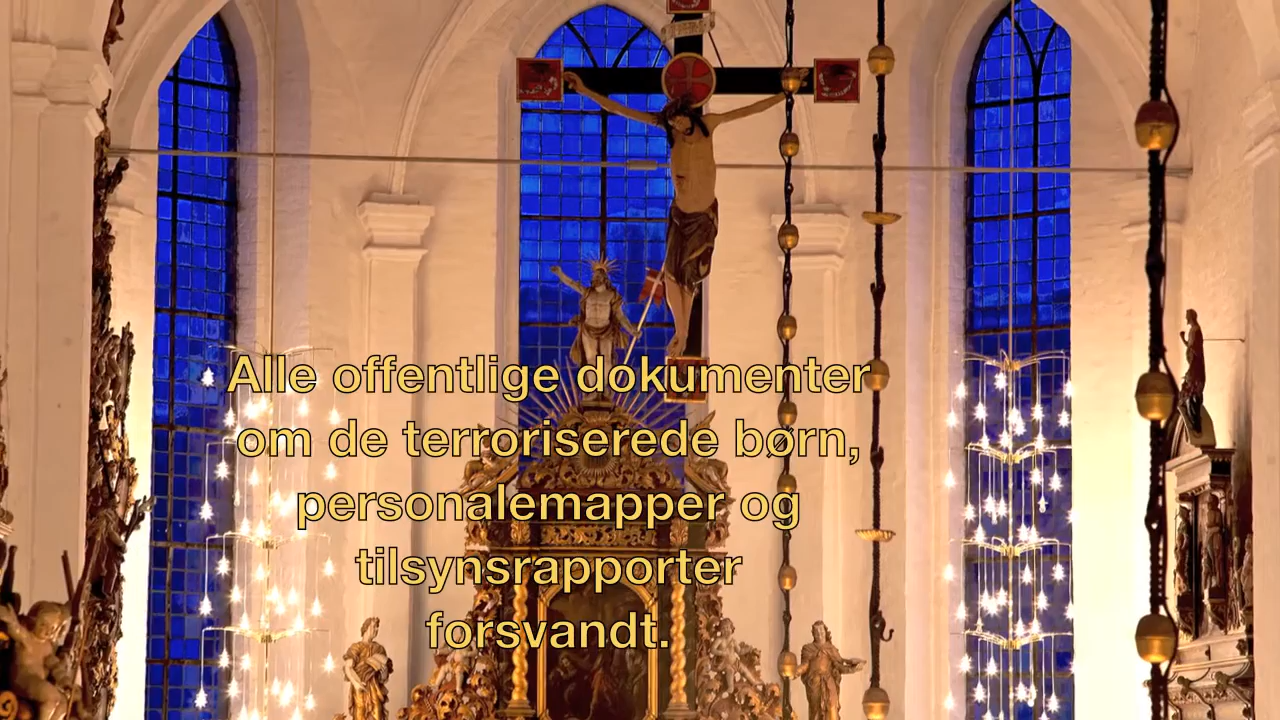 Alle offentlige dokumenter
om de terroriserede børn,
personalemapper og
tilsynsrapporter
forsvandt.